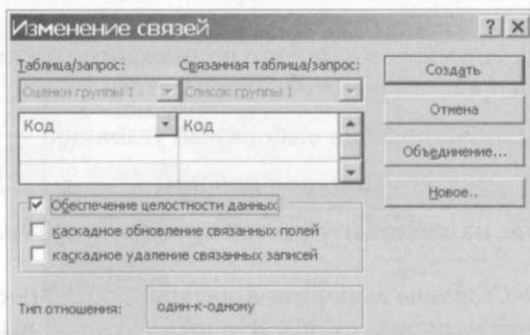 Изменение связей
Таблица/запрос: Связанная таблица/запрос:
Оценки группы 1 Список группы 1
Код Код
Обеспечение целостности данных
каскадное обновление связанных полей
каскадное удаление связанных записей
Тип отношения: один-к-одному
Создать
Отмена
Объединение...
Новое..